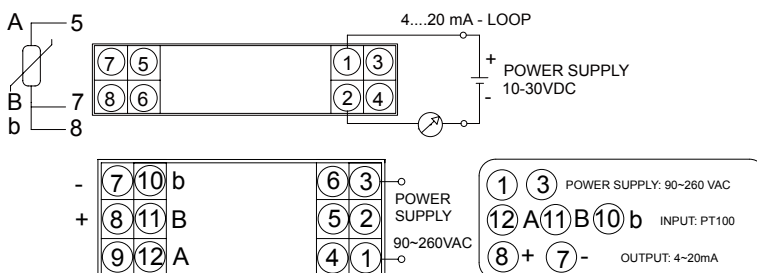 A 5
4....20 mA - LOOP
7 5 1 3
+
POWER SUPPLY
10-30VDC
-
8 6 2 4
B 7
b 8
- 7 10 b 6 3
POWER
SUPPLY
+ 8 11 B 5 2
90~260VAC
9 12 A 4 1
1 3 POWER SUPPLY: 90~260 VAC
12 A 11 B 10 b INPUT: PT100
8 + 7 - OUTPUT: 4~20mA